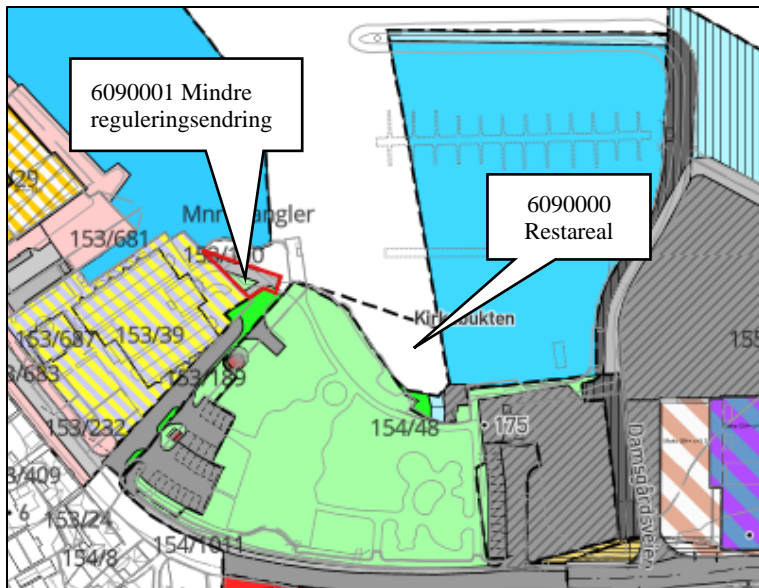 6090001 Mindre
reguleringsendring
6090000
Restareal
153/681
153/39
153/687
153/189
153/232
Kirkebukten
154/48
175
Damsgårdsveien
153/24
154/8
154/1011
6